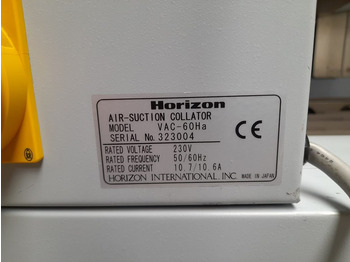 Horizon
AIR-SUCTION COLLATOR
MODEL VAC-60Ha
SERIAL No. 323004
CE
RATED VOLTAGE 230V
RATED FREQUENCY 50/60Hz
RATED CURRENT 10.7/10.6A
HORIZON INTERNATIONAL, INC. MADE IN JAPAN